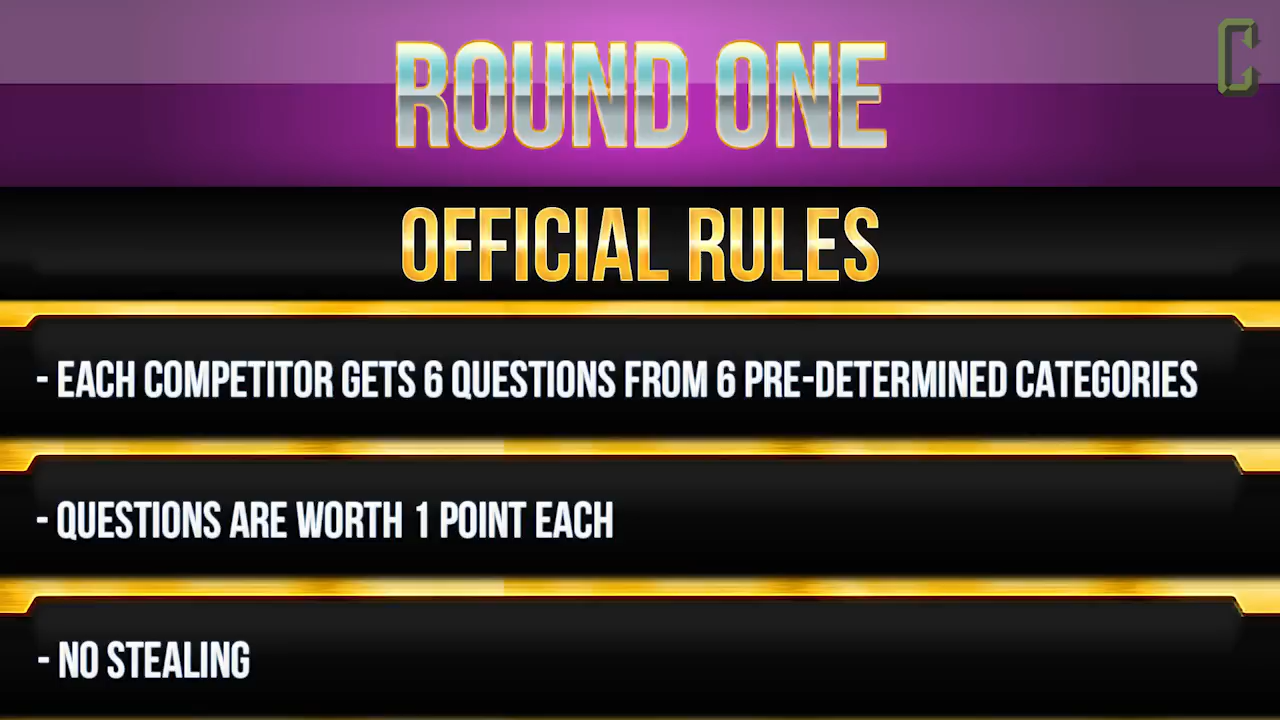 ROUND ONE
OFFICIAL RULES
- EACH COMPETITOR GETS 6 QUESTIONS FROM 6 PRE-DETERMINED CATEGORIES
- QUESTIONS ARE WORTH 1 POINT EACH
- NO STEALING